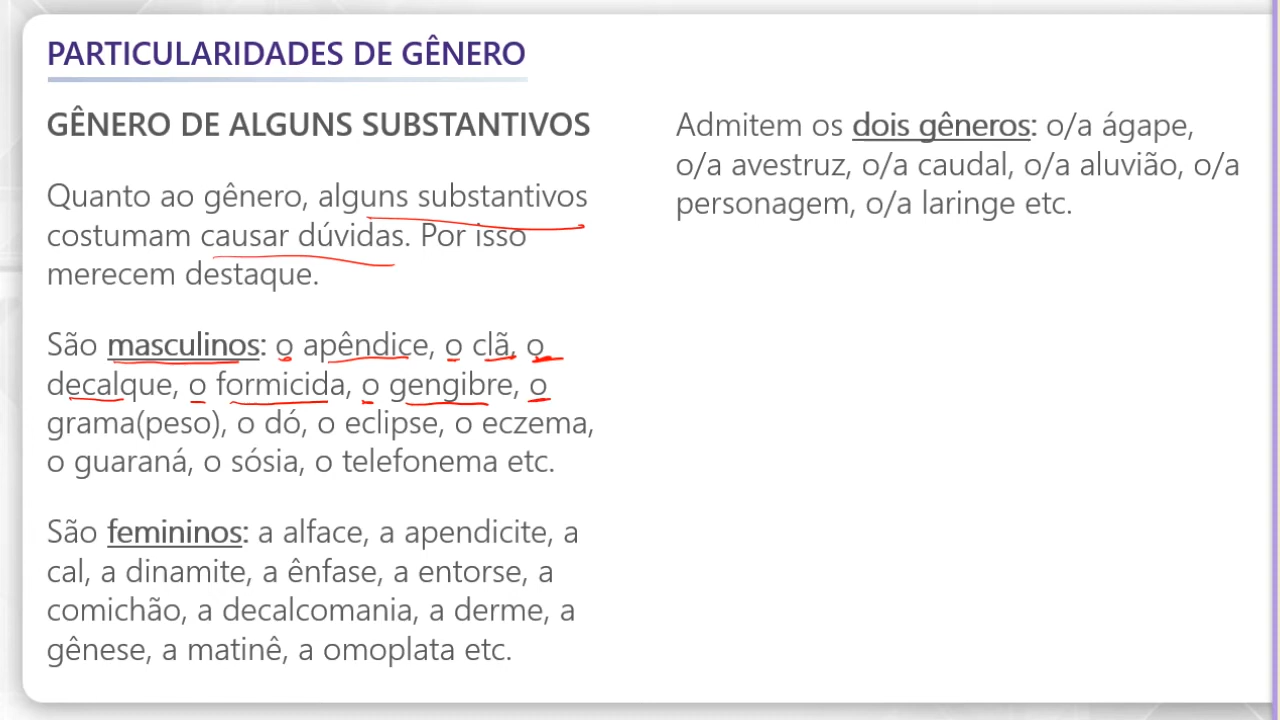 PARTICULARIDADES DE GÊNERO
GÊNERO DE ALGUNS SUBSTANTIVOS
Quanto ao gênero, alguns substantivos
costumam causar dúvidas. Por isso
merecem destaque.
São masculinos: o apêndice, o clã, o
decalque, o formicida, o gengibre, o
grama(peso), o dó, o eclipse, o eczema,
o guaraná, o sósia, o telefonema etc.
São femininos: a alface, a apendicite, a
cal, a dinamite, a ênfase, a entorse, a
comichão, a decalcomania, a derme, a
gênese, a matinê, a omoplata etc.
Admitem os dois gêneros: o/a ágape,
o/a avestruz, o/a caudal, o/a aluvião, o/a
personagem, o/a laringe etc.